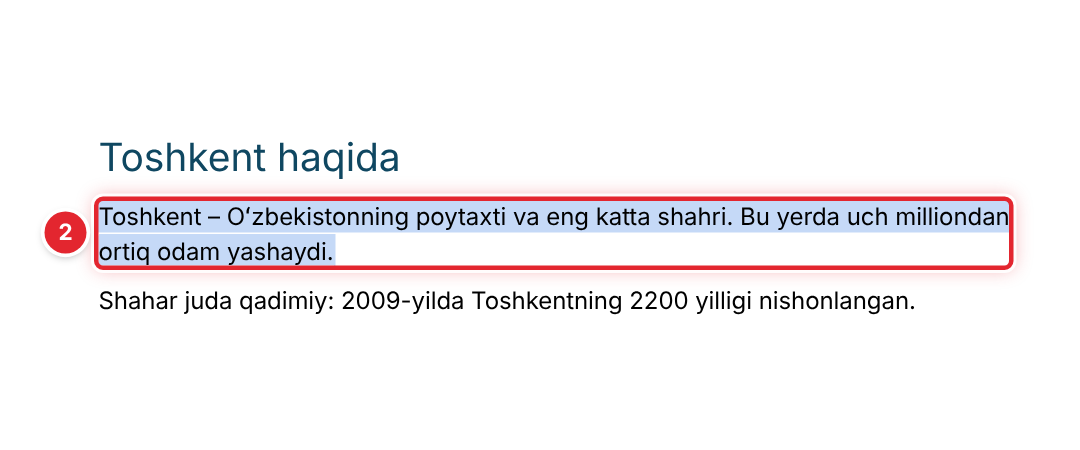 Toshkent haqida
2
Toshkent – Oʻzbekistonning poytaxti va eng katta shahri. Bu yerda uch milliondan
ortiq odam yashaydi.
Shahar juda qadimiy: 2009-yilda Toshkentning 2200 yilligi nishonlangan.